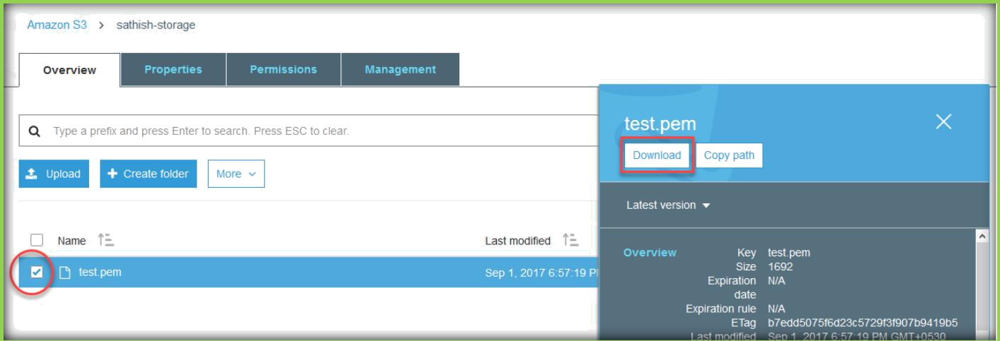 Amazon S3 > sathish-storage
Overview Properties Permissions Management
Type a prefix and press Enter to search. Press ESC to clear.
Upload Create folder More
Name Last modified
test.pem Sep 1, 2017 6:57:19
test.pem
Download Copy path
Latest version
Overview Key test.pem
Size 1692
Expiration date N/A
Expiration rule N/A
ETag b7edd5075f6d23c5729f3f907b9419b5
Last modified Sep 1, 2017 6:57:19 PM GMT+0530